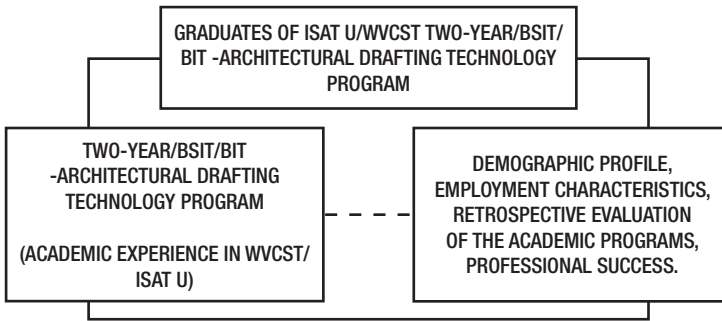 GRADUATES OF ISAT U/WVCST TWO-YEAR/BSIT/
BIT -ARCHITECTURAL DRAFTING TECHNOLOGY
PROGRAM
TWO-YEAR/BSIT/BIT
-ARCHITECTURAL DRAFTING
TECHNOLOGY PROGRAM
(ACADEMIC EXPERIENCE IN WVCST/
ISAT U)
DEMOGRAPHIC PROFILE,
EMPLOYMENT CHARACTERISTICS,
RETROSPECTIVE EVALUATION
OF THE ACADEMIC PROGRAMS,
PROFESSIONAL SUCCESS.